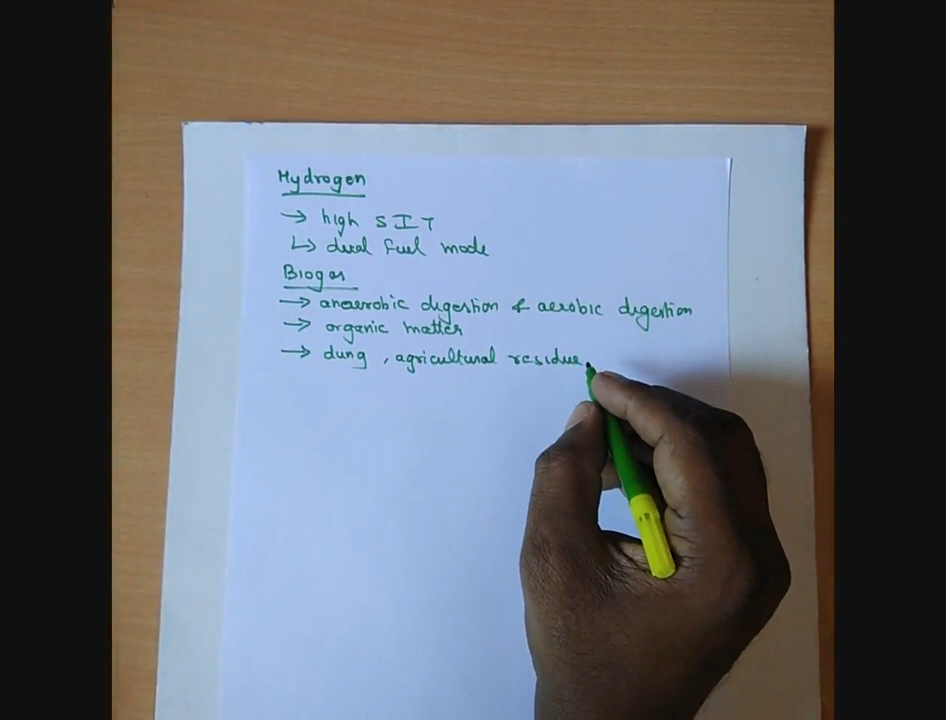 Hydrogen
→ high SIT
↳ dual fuel mode
Biogas
→ anaerobic digestion & aerobic digestion
→ organic matter
→ dung, agricultural residue.